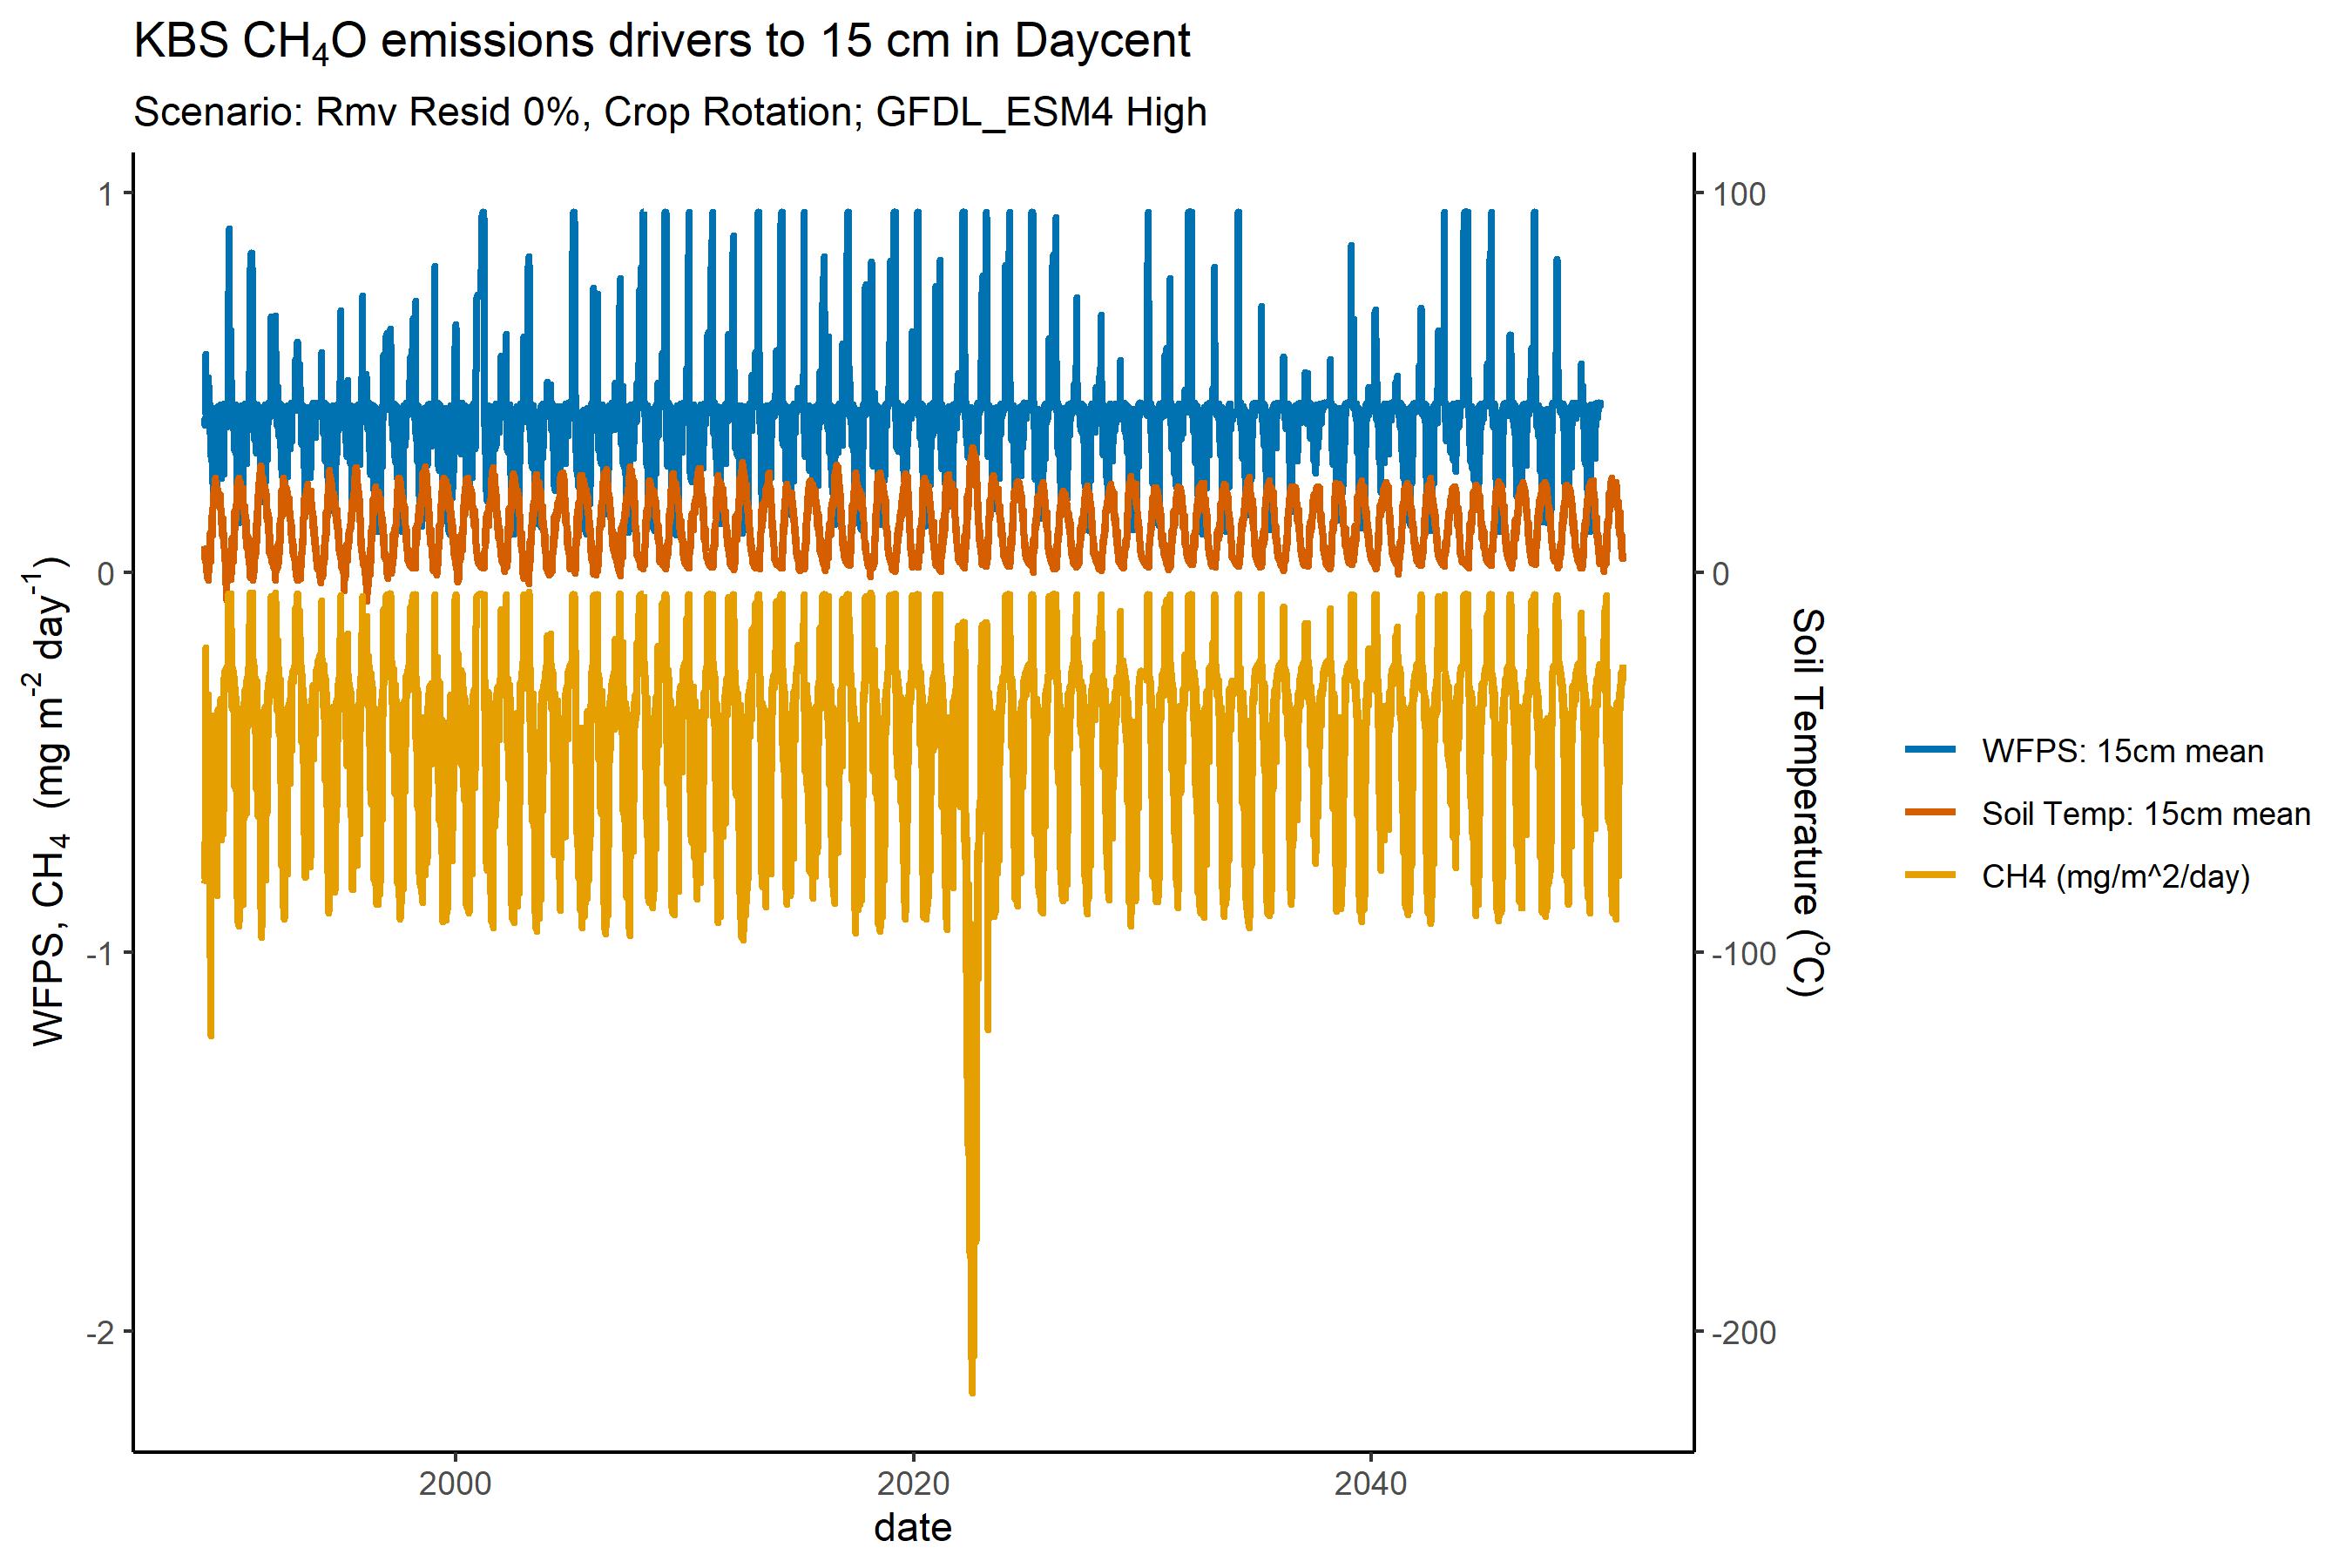 KBS CH₄O emissions drivers to 15 cm in Daycent
Scenario: Rmv Resid 0%, Crop Rotation; GFDL_ESM4 High
WFPS, CH₄ (mg m⁻² day⁻¹)
1
0
-1
-2
100
0
-100
-200
Soil Temperature (ᵒC)
2000
2020
2040
date
WFPS: 15cm mean
Soil Temp: 15cm mean
CH4 (mg/m^2/day)